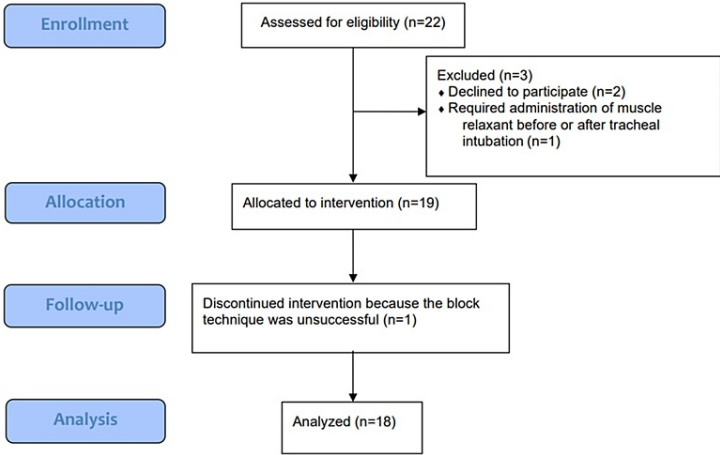 Enrollment
Assessed for eligibility (n=22)
Excluded (n=3)
♦ Declined to participate (n=2)
♦ Required administration of muscle
relaxant before or after tracheal
intubation (n=1)
Allocation
Allocated to intervention (n=19)
Follow-up
Discontinued intervention because the block
technique was unsuccessful (n=1)
Analysis
Analyzed (n=18)